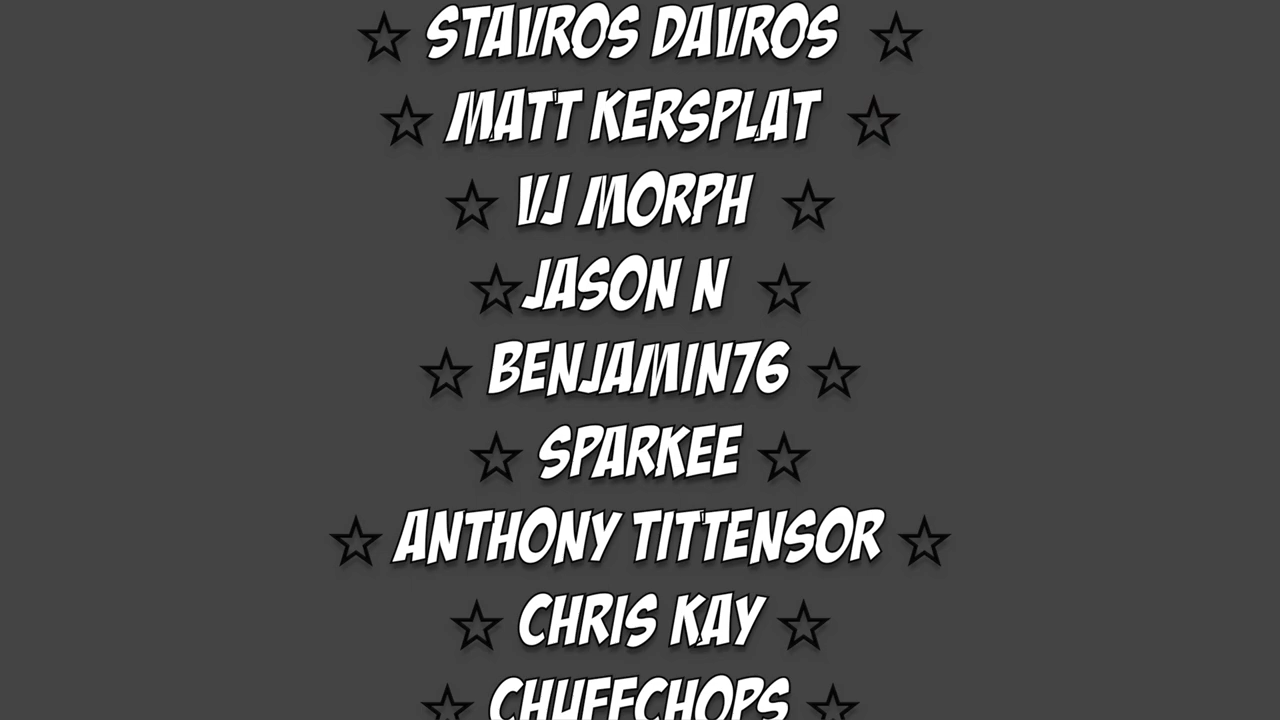 ☆ STAVROS DAVROS ☆
☆ MATT KERSPLAT ☆
☆ VJ MORPH ☆
☆ JASON N ☆
☆ BENJAMIN76 ☆
☆ SPARKEE ☆
☆ ANTHONY TITTENSOR ☆
☆ CHRIS KAY ☆
☆ CHUFFCHOPS ☆